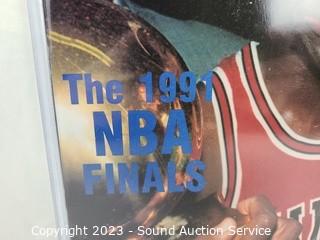 The 1991
NBA
FINALS
Copyright 2023 - Sound Auction Service